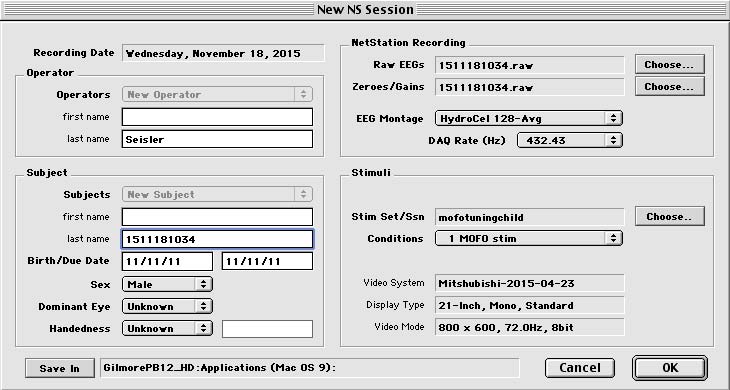 New NS Session
Recording Date Wednesday, November 18, 2015
Operator
Operators New Operator
first name
last name Seisler
Subject
Subjects New Subject
first name
last name 1511181034
Birth/Due Date 11/11/11 11/11/11
Sex Male
Dominant Eye Unknown
Handedness Unknown
NetStation Recording
Raw EEGs 1511181034.raw Choose...
Zeroes/Gains 1511181034.raw Choose...
EEG Montage HydroCel 128-Avg
DAQ Rate (Hz) 432.43
Stimuli
Stim Set/Ssn mofotuningchild Choose..
Conditions 1 MOFO stim
Video System Mitshubishi-2015-04-23
Display Type 21-Inch, Mono, Standard
Video Mode 800 x 600, 72.0Hz, 8bit
Save In GilmorePB12_HD:Applications (Mac OS 9):
Cancel OK